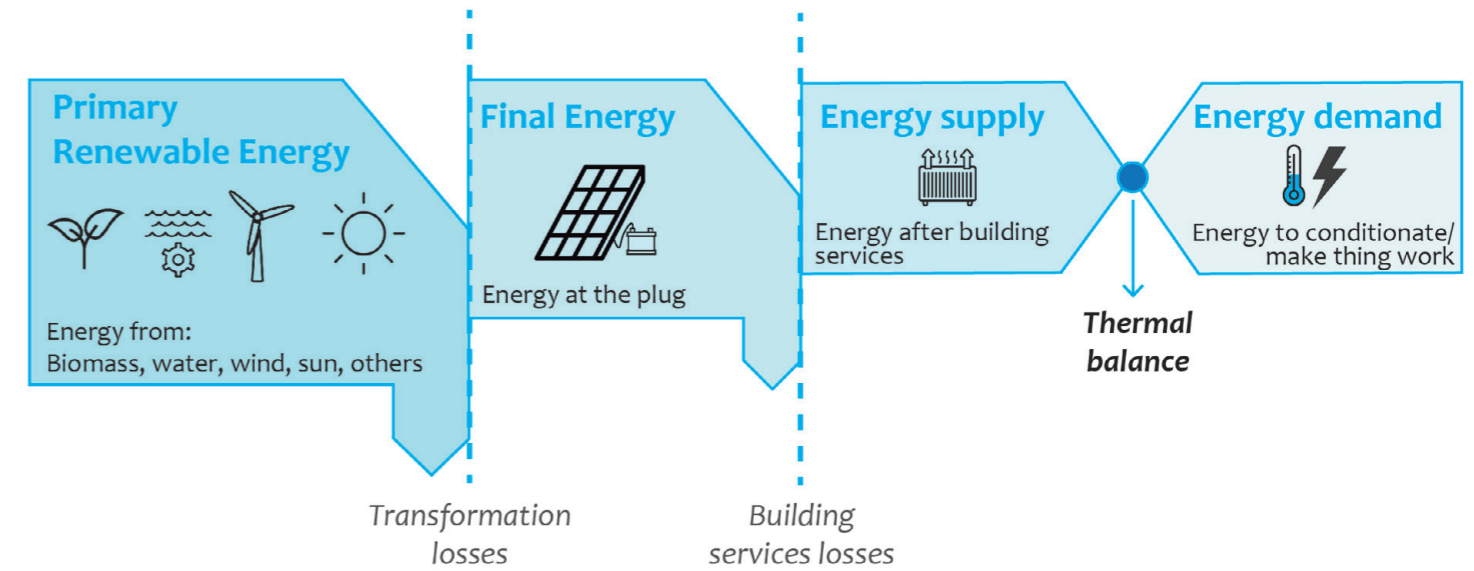 Primary
Renewable Energy
Energy from:
Biomass, water, wind, sun, others
Transformation
losses
Final Energy
Energy at the plug
Building
services losses
Energy supply
Energy after building
services
Thermal
balance
Energy demand
Energy to conditionate/
make thing work